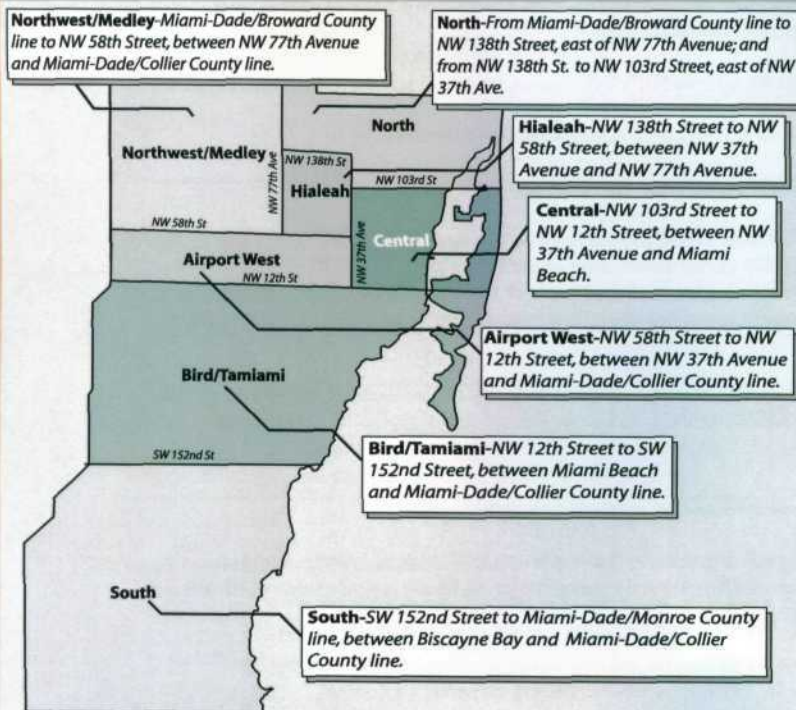 Northwest/Medley-Miami-Dade/Broward County
line to NW 58th Street, between NW 77th Avenue
and Miami-Dade/Collier County line.
North-From Miami-Dade/Broward County line to
NW 138th Street, east of NW 77th Avenue; and
from NW 138th St. to NW 103rd Street, east of NW
37th Ave.
North
Hialeah-NW 138th Street to NW
58th Street, between NW 37th
Avenue and NW 77th Avenue.
Northwest/Medley
NW 77th Ave
NW 138th St
Hialeah
NW 103rd St
Central-NW 103rd Street to
NW 12th Street, between NW
37th Avenue and Miami
Beach.
NW 58th St
Central
NW 37th Ave
Airport West
NW 12th St
Airport West-NW 58th Street to NW
12th Street, between NW 37th Avenue
and Miami-Dade/Collier County line.
Bird/Tamiami
Bird/Tamiami-NW 12th Street to SW
152nd Street, between Miami Beach
and Miami-Dade/Collier County line.
SW 152nd St
South
South-SW 152nd Street to Miami-Dade/Monroe County
line, between Biscayne Bay and Miami-Dade/Collier
County line.